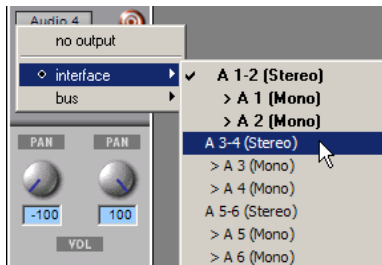 Audio 4
no output
interface
bus
✓ A 1-2 (Stereo)
> A 1 (Mono)
> A 2 (Mono)
A 3-4 (Stereo)
> A 3 (Mono)
> A 4 (Mono)
A 5-6 (Stereo)
> A 5 (Mono)
> A 6 (Mono)
PAN PAN
-100 100
VOL